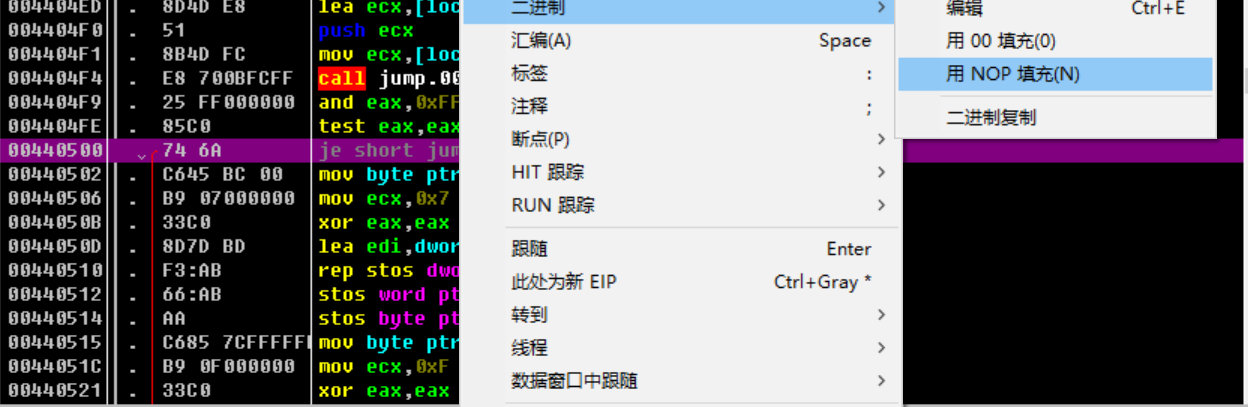 004404ED . 8D4D E8 lea ecx,[loc
004404F0 . 51 push ecx
004404F1 . 8B4D FC mov ecx,[loc
004404F4 . E8 700BFCFF call jump.00
004404F9 . 25 FF000000 and eax,0xFF
004404FE . 85C0 test eax,eax
00440500 74 6A je short jum
00440502 . C645 BC 00 mov byte ptr
00440506 . B9 07000000 mov ecx,0x7
0044050B . 33C0 xor eax,eax
0044050D . 8D7D BD lea edi,dwor
00440510 . F3:AB rep stos dwo
00440512 . 66:AB stos word pt
00440514 . AA stos byte pt
00440515 . C685 7CFFFFFF mov byte ptr
0044051C . B9 0F000000 mov ecx,0xF
00440521 . 33C0 xor eax,eax
二进制 >
汇编(A) Space
标签 :
注释 ;
断点(P) >
HIT 跟踪 >
RUN 跟踪 >
跟随 Enter
此处为新 EIP Ctrl+Gray *
转到 >
线程 >
数据窗口中跟随 >
编辑 Ctrl+E
用 00 填充(0)
用 NOP 填充(N)
二进制复制